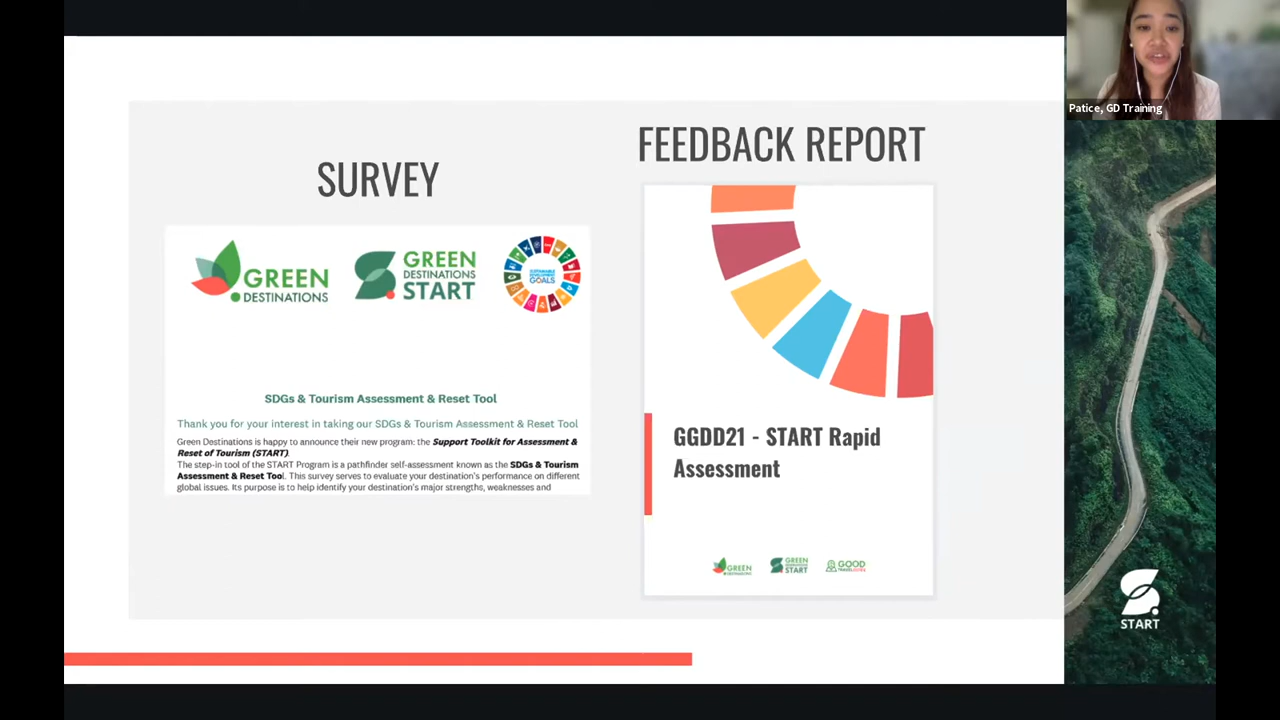 Patice, GD Training
SURVEY
GREEN
DESTINATIONS
GREEN
DESTINATIONS
START
SUSTAINABLE
DEVELOPMENT
GOALS
SDGs & Tourism Assessment & Reset Tool
Thank you for your interest in taking our SDGs & Tourism Assessment & Reset Tool
Green Destinations is happy to announce their new program: the Support Toolkit for Assessment &
Reset of Tourism (START).
The step-in tool of the START Program is a pathfinder self-assessment known as the SDGs & Tourism
Assessment & Reset Tool. This survey serves to evaluate your destination's performance on different
global issues. Its purpose is to help identify your destination's major strengths, weaknesses and
FEEDBACK REPORT
GGDD21 - START Rapid
Assessment
GREEN
DESTINATIONS
GREEN
DESTINATIONS
START
GOOD
TRAVEL
START